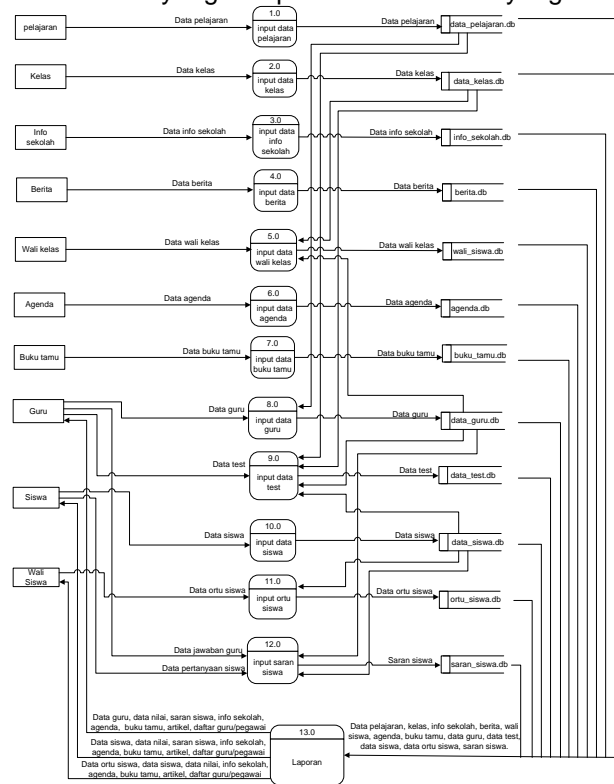 pelajaran
Data pelajaran
1.0
input data
pelajaran
Data pelajaran
data_pelajaran.db
Kelas
Data kelas
2.0
input data
kelas
Data kelas
data_kelas.db
Info
sekolah
Data info sekolah
3.0
input data
info
sekolah
Data info sekolah
info_sekolah.db
Berita
Data berita
4.0
input data
berita
Data berita
berita.db
Wali kelas
Data wali kelas
5.0
input data
wali kelas
Data wali kelas
wali_siswa.db
Agenda
Data agenda
6.0
input data
agenda
Data agenda
agenda.db
Buku tamu
Data buku tamu
7.0
input data
buku tamu
Data buku tamu
buku_tamu.db
Guru
Data guru
8.0
input data
guru
Data guru
data_guru.db
Data test
9.0
input data
test
Data test
data_test.db
Siswa
Data siswa
10.0
input data
siswa
Data siswa
data_siswa.db
Wali
Siswa
Data ortu siswa
11.0
input ortu
siswa
Data ortu siswa
ortu_siswa.db
Data jawaban guru
Data pertanyaan siswa
12.0
input saran
siswa
Saran siswa
saran_siswa.db
Data guru, data nilai, saran siswa, info sekolah,
agenda, buku tamu, artikel, daftar guru/pegawai
Data siswa, data nilai, saran siswa, info sekolah,
agenda, buku tamu, artikel, daftar guru/pegawai
Data ortu siswa, data siswa, data nilai, info sekolah,
agenda, buku tamu, artikel, daftar guru/pegawai
13.0
Laporan
Data pelajaran, kelas, info sekolah, berita, wali
siswa, agenda, buku tamu, data guru, data test,
data siswa, data ortu siswa, saran siswa.